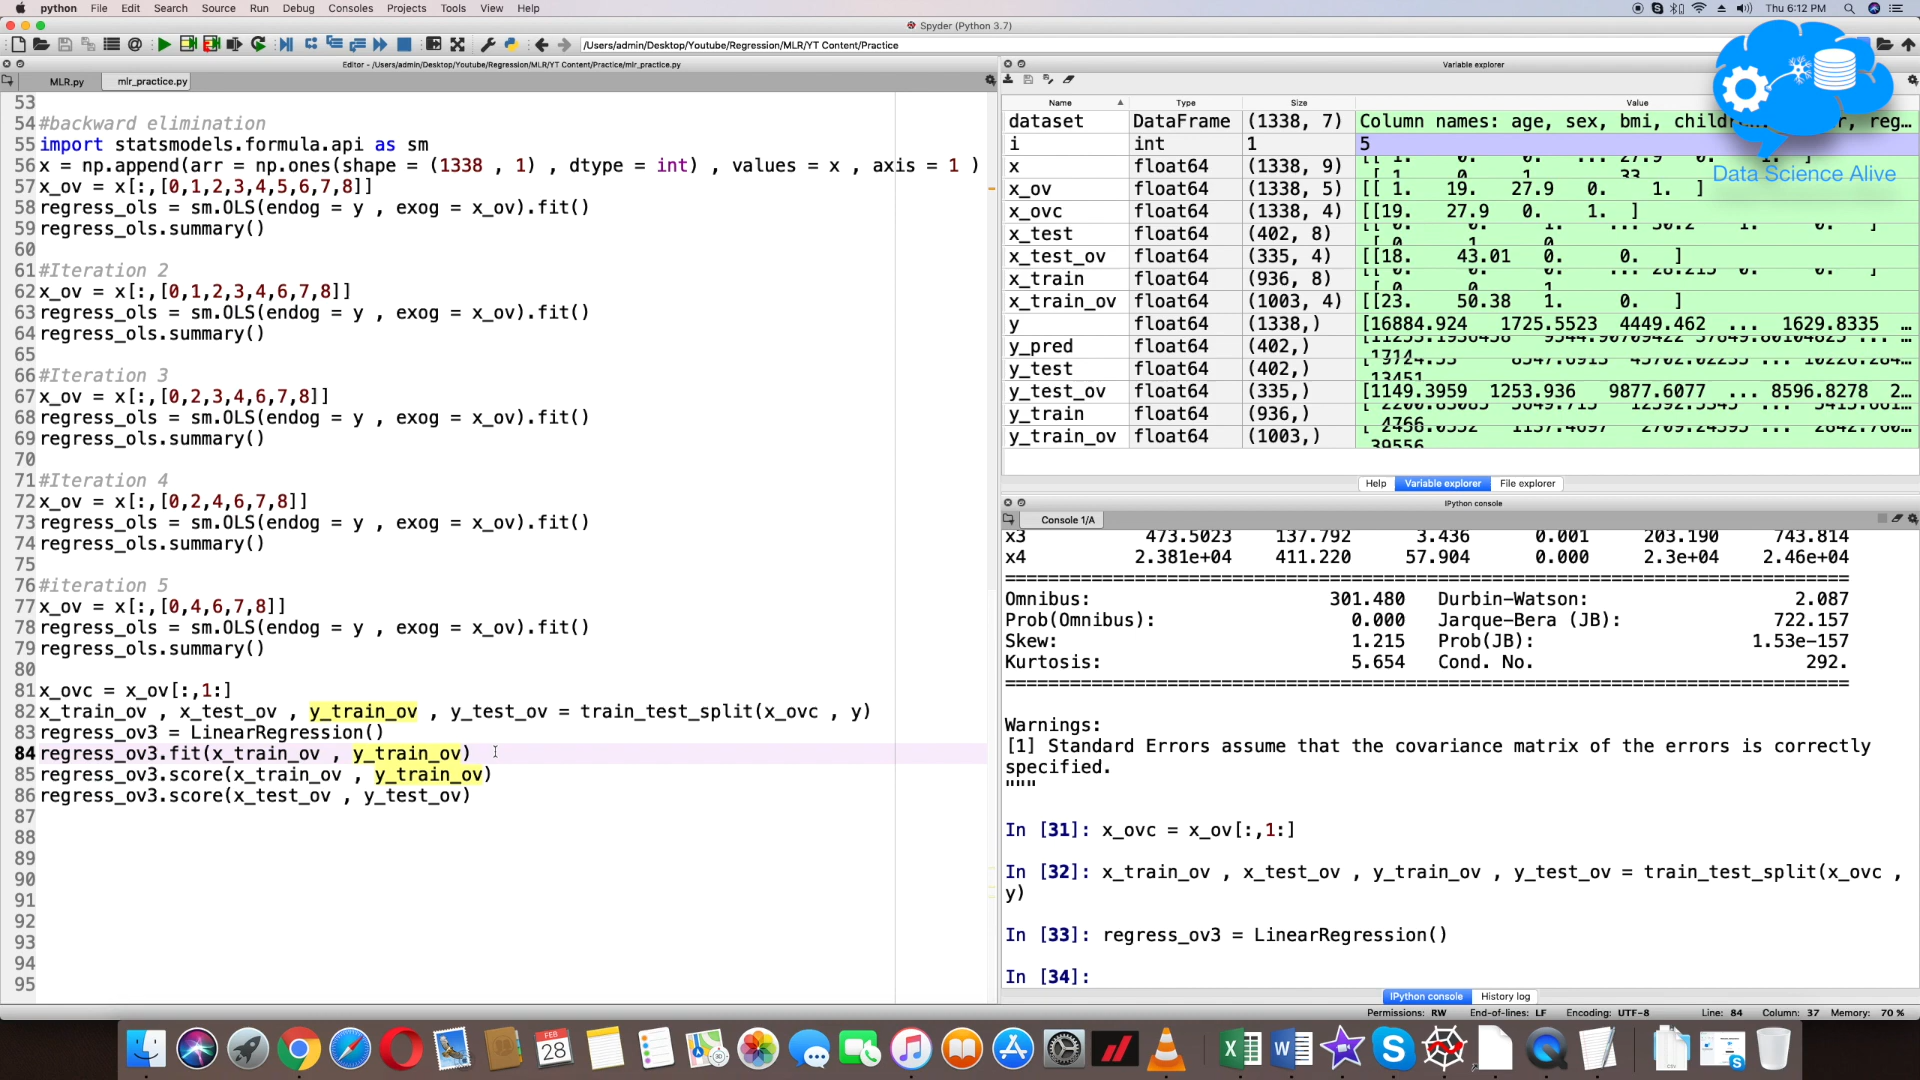 python File Edit Search Source Run Debug Consoles Projects Tools View Help
Thu 6:12 PM
Spyder (Python 3.7)
/Users/admin/Desktop/Youtube/Regression/MLR/YT Content/Practice
Editor - /Users/admin/Desktop/Youtube/Regression/MLR/YT Content/Practice/mlr_practice.py
MLR.py mlr_practice.py
53
54 #backward elimination
55 import statsmodels.formula.api as sm
56 x = np.append(arr = np.ones(shape = (1338 , 1) , dtype = int) , values = x , axis = 1 )
57 x_ov = x[:,[0,1,2,3,4,5,6,7,8]]
58 regress_ols = sm.OLS(endog = y , exog = x_ov).fit()
59 regress_ols.summary()
60
61 #Iteration 2
62 x_ov = x[:,[0,1,2,3,4,6,7,8]]
63 regress_ols = sm.OLS(endog = y , exog = x_ov).fit()
64 regress_ols.summary()
65
66 #Iteration 3
67 x_ov = x[:,[0,2,3,4,6,7,8]]
68 regress_ols = sm.OLS(endog = y , exog = x_ov).fit()
69 regress_ols.summary()
70
71 #Iteration 4
72 x_ov = x[:,[0,2,4,6,7,8]]
73 regress_ols = sm.OLS(endog = y , exog = x_ov).fit()
74 regress_ols.summary()
75
76 #iteration 5
77 x_ov = x[:,[0,4,6,7,8]]
78 regress_ols = sm.OLS(endog = y , exog = x_ov).fit()
79 regress_ols.summary()
80
81 x_ovc = x_ov[:,1:]
82 x_train_ov , x_test_ov , y_train_ov , y_test_ov = train_test_split(x_ovc , y)
83 regress_ov3 = LinearRegression()
84 regress_ov3.fit(x_train_ov , y_train_ov)
85 regress_ov3.score(x_train_ov , y_train_ov)
86 regress_ov3.score(x_test_ov , y_test_ov)
87
88
89
90
91
92
93
94
95
Variable explorer
Name Type Size Value
dataset DataFrame (1338, 7) Column names: age, sex, bmi,
i int 1 5
x float64 (1338, 9)
x_ov float64 (1338, 5) [[ 1. 19. 27.9 0. 1. ]
x_ovc float64 (1338, 4) [[19. 27.9 0. 1. ]
x_test float64 (402, 8)
x_test_ov float64 (335, 4) [[18. 43.01 0. 0. ]
x_train float64 (936, 8)
x_train_ov float64 (1003, 4) [[23. 50.38 1. 0. ]
y float64 (1338,) [16884.924 1725.5523 4449.462 ... 1629.8335 ...
y_pred float64 (402,)
y_test float64 (402,)
y_test_ov float64 (335,) [1149.3959 1253.936 9877.6077 ... 8596.8278 2...
y_train float64 (936,)
y_train_ov float64 (1003,)
Data Science Alive
Help Variable explorer File explorer
IPython console
Console 1/A
x3 473.5023 137.792 3.436 0.001 203.190 743.814
x4 2.381e+04 411.220 57.904 0.000 2.3e+04 2.46e+04
==============================================================================
Omnibus: 301.480 Durbin-Watson: 2.087
Prob(Omnibus): 0.000 Jarque-Bera (JB): 722.157
Skew: 1.215 Prob(JB): 1.53e-157
Kurtosis: 5.654 Cond. No. 292.
==============================================================================
Warnings:
[1] Standard Errors assume that the covariance matrix of the errors is correctly
specified.
"""
In [31]: x_ovc = x_ov[:,1:]
In [32]: x_train_ov , x_test_ov , y_train_ov , y_test_ov = train_test_split(x_ovc ,
y)
In [33]: regress_ov3 = LinearRegression()
In [34]:
IPython console History log
Permissions: RW End-of-lines: LF Encoding: UTF-8 Line: 84 Column: 37 Memory: 70 %
FEB
28